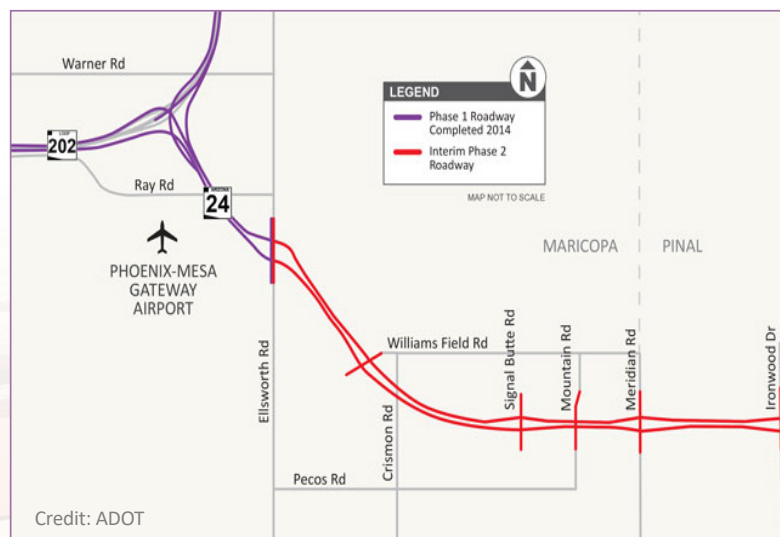 Warner Rd
LOOP
202
Ray Rd
ARIZONA
24
PHOENIX-MESA
GATEWAY
AIRPORT
LEGEND
N
Phase 1 Roadway
Completed 2014
Interim Phase 2
Roadway
MAP NOT TO SCALE
MARICOPA
PINAL
Ellsworth Rd
Williams Field Rd
Crismon Rd
Signal Butte Rd
Mountain Rd
Meridian Rd
Ironwood Dr
Pecos Rd
Credit: ADOT